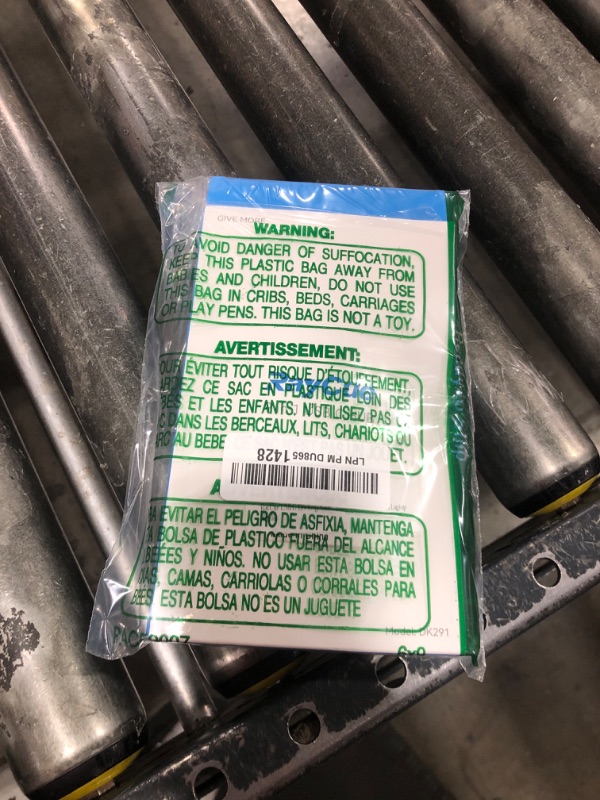 GIVE MORE
WARNING:
TO AVOID DANGER OF SUFFOCATION,
KEEP THIS PLASTIC BAG AWAY FROM
BABIES AND CHILDREN, DO NOT USE
THIS BAG IN CRIBS, BEDS, CARRIAGES
OR PLAY PENS. THIS BAG IS NOT A TOY.
AVERTISSEMENT:
ÉVITER TOUT RISQUE D'ÉTOUFFEMENT,
CE SAC EN PLASTIQUE LOIN DES
ET LES ENFANTS. N'UTILISEZ PAS
DANS LES BERCEAUX, LITS, CHARIOTS OU
LPN PM DU8651428
EVITAR EL PELIGRO DE ASFIXIA, MANTENGA
BOLSA DE PLASTICO FUERA DEL ALCANCE
Y NIÑOS. NO USAR ESTA BOLSA EN
CAMAS, CARRIOLAS O CORRALES PARA
ESTA BOLSA NO ES UN JUGUETE
Model: DK291
6x9